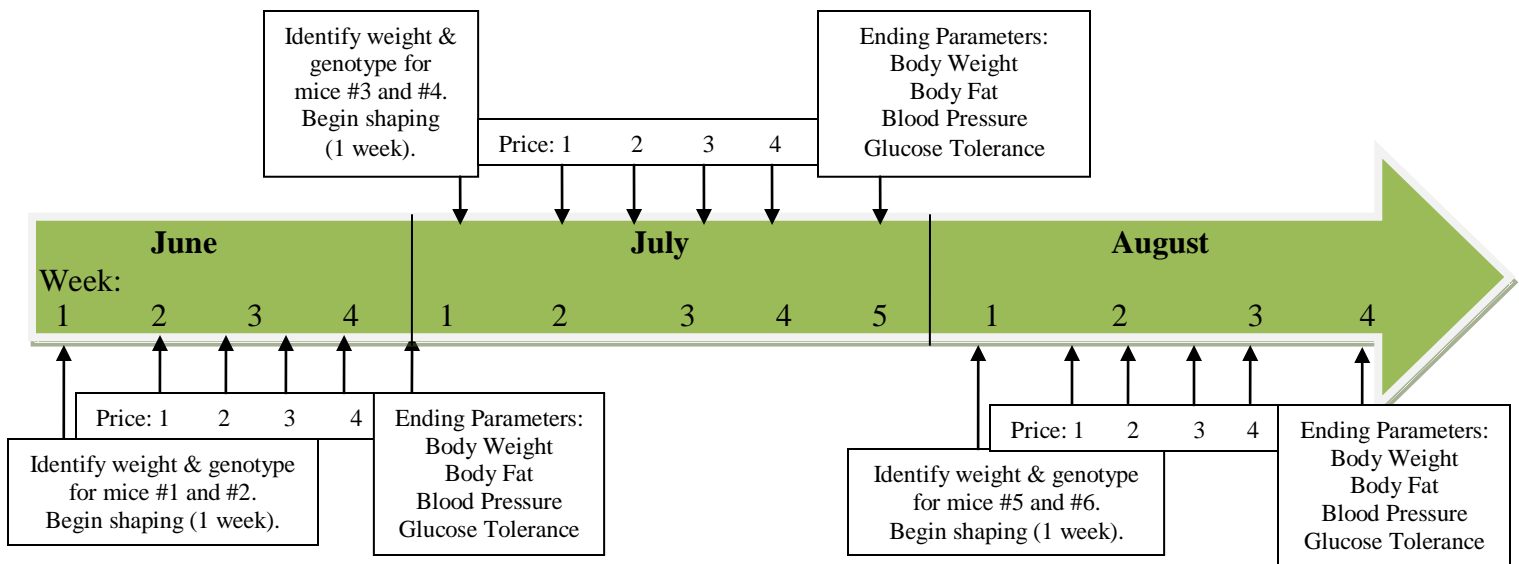 Identify weight &
genotype for
mice #3 and #4.
Begin shaping
(1 week).
Price: 1 2 3 4
Ending Parameters:
Body Weight
Body Fat
Blood Pressure
Glucose Tolerance
June July August
Week:
1 2 3 4 1 2 3 4 5 1 2 3 4
Price: 1 2 3 4
Identify weight & genotype
for mice #1 and #2.
Begin shaping (1 week).
Ending Parameters:
Body Weight
Body Fat
Blood Pressure
Glucose Tolerance
Price: 1 2 3 4
Identify weight & genotype
for mice #5 and #6.
Begin shaping (1 week).
Ending Parameters:
Body Weight
Body Fat
Blood Pressure
Glucose Tolerance